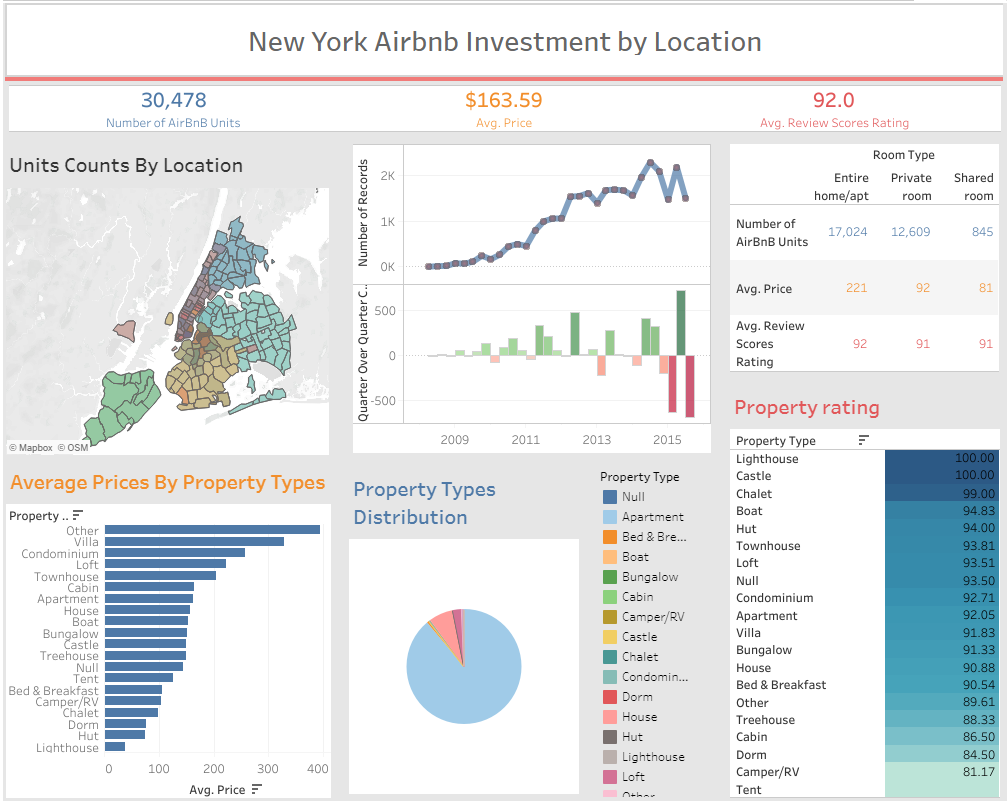 New York Airbnb Investment by Location
30,478
Number of AirBnB Units
$163.59
Avg. Price
92.0
Avg. Review Scores Rating
Units Counts By Location
© Mapbox © OSM
Number of Records
2K
1K
0K
Quarter Over Quarter C..
500
0
-500
2009
2011
2013
2015
Room Type
Entire home/apt
Private room
Shared room
Number of AirBnB Units
17,024
12,609
845
Avg. Price
221
92
81
Avg. Review Scores Rating
92
91
91
Average Prices By Property Types
Property ..
Other
Villa
Condominium
Loft
Townhouse
Cabin
Apartment
House
Boat
Bungalow
Castle
Treehouse
Null
Tent
Bed & Breakfast
Camper/RV
Chalet
Dorm
Hut
Lighthouse
0
100
200
300
400
Avg. Price
Property Types
Distribution
Property Type
Null
Apartment
Bed & Bre...
Boat
Bungalow
Cabin
Camper/RV
Castle
Chalet
Condomin...
Dorm
House
Hut
Lighthouse
Loft
Other
Property rating
Property Type
Lighthouse 100.00
Castle 100.00
Chalet 99.00
Boat 94.83
Hut 94.00
Townhouse 93.81
Loft 93.51
Null 93.50
Condominium 92.71
Apartment 92.05
Villa 91.83
Bungalow 91.33
House 90.88
Bed & Breakfast 90.54
Other 89.61
Treehouse 88.33
Cabin 86.50
Dorm 84.50
Camper/RV 81.17
Tent